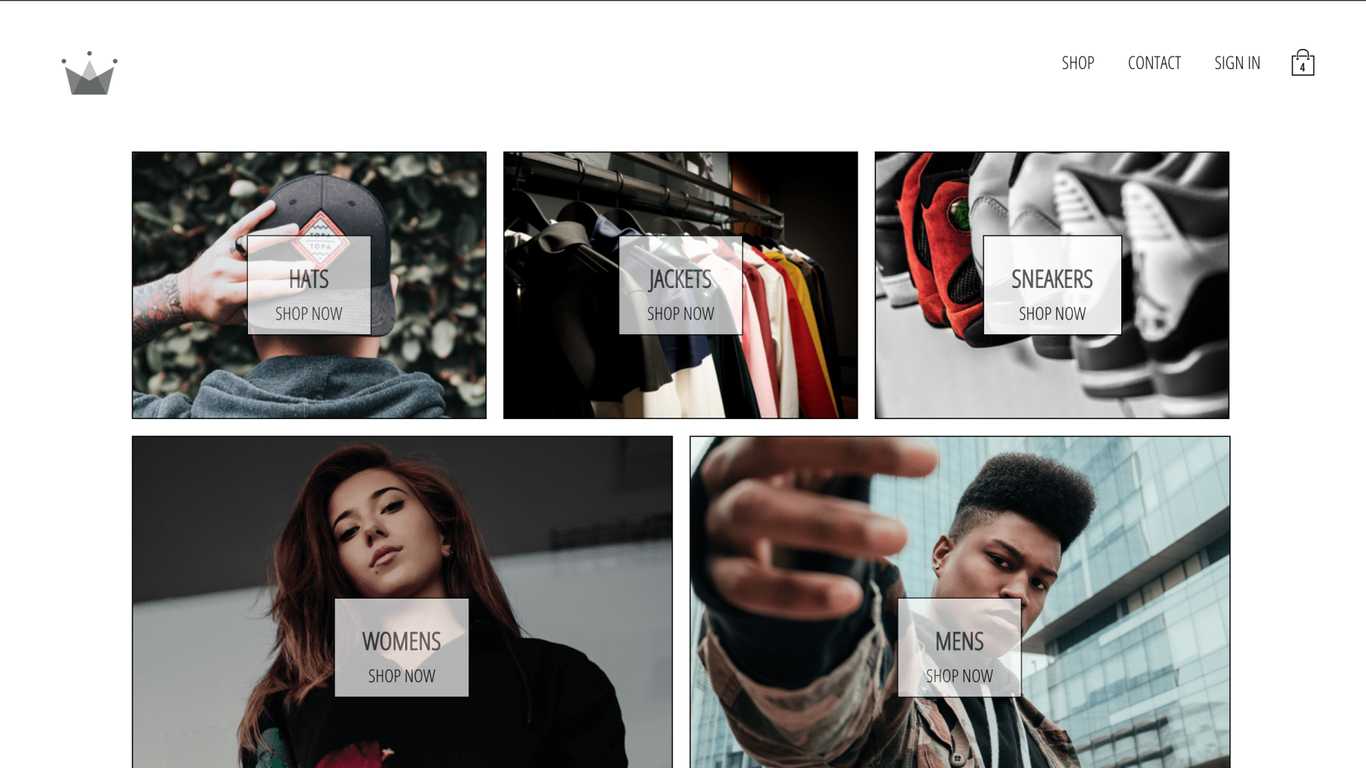 SHOP
CONTACT
SIGN IN
4
TOPA
TOPA
HATS
SHOP NOW
JACKETS
SHOP NOW
SNEAKERS
SHOP NOW
WOMENS
SHOP NOW
MENS
SHOP NOW